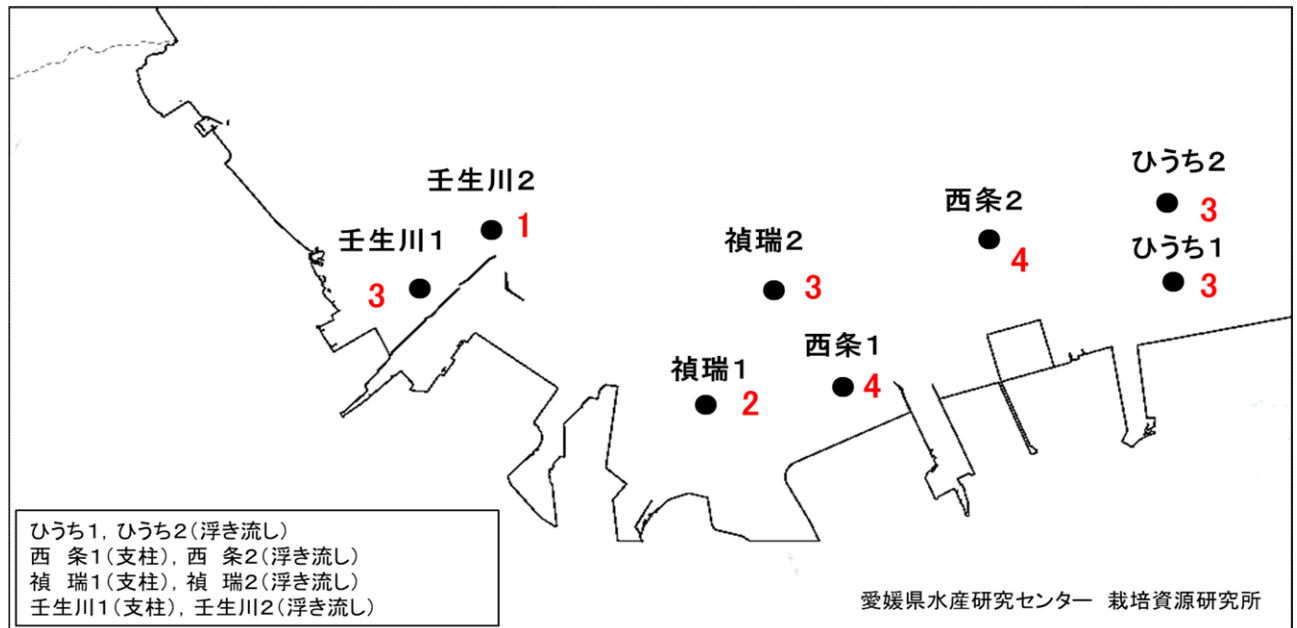 ひうち2
3
壬生川2
1
西条2
4
壬生川1
3
禎瑞2
3
ひうち1
3
西条1
4
禎瑞1
2
ひうち1, ひうち2(浮き流し)
西 条1(支柱), 西 条2(浮き流し)
禎 瑞1(支柱), 禎 瑞2(浮き流し)
壬生川1(支柱), 壬生川2(浮き流し)
愛媛県水産研究センター 栽培資源研究所